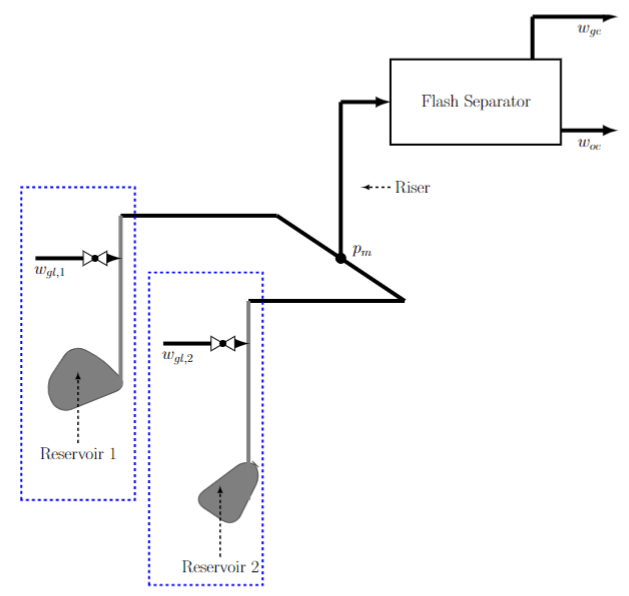 w_gc
Flash Separator
w_oc
Riser
p_m
w_gl,1
w_gl,2
Reservoir 1
Reservoir 2